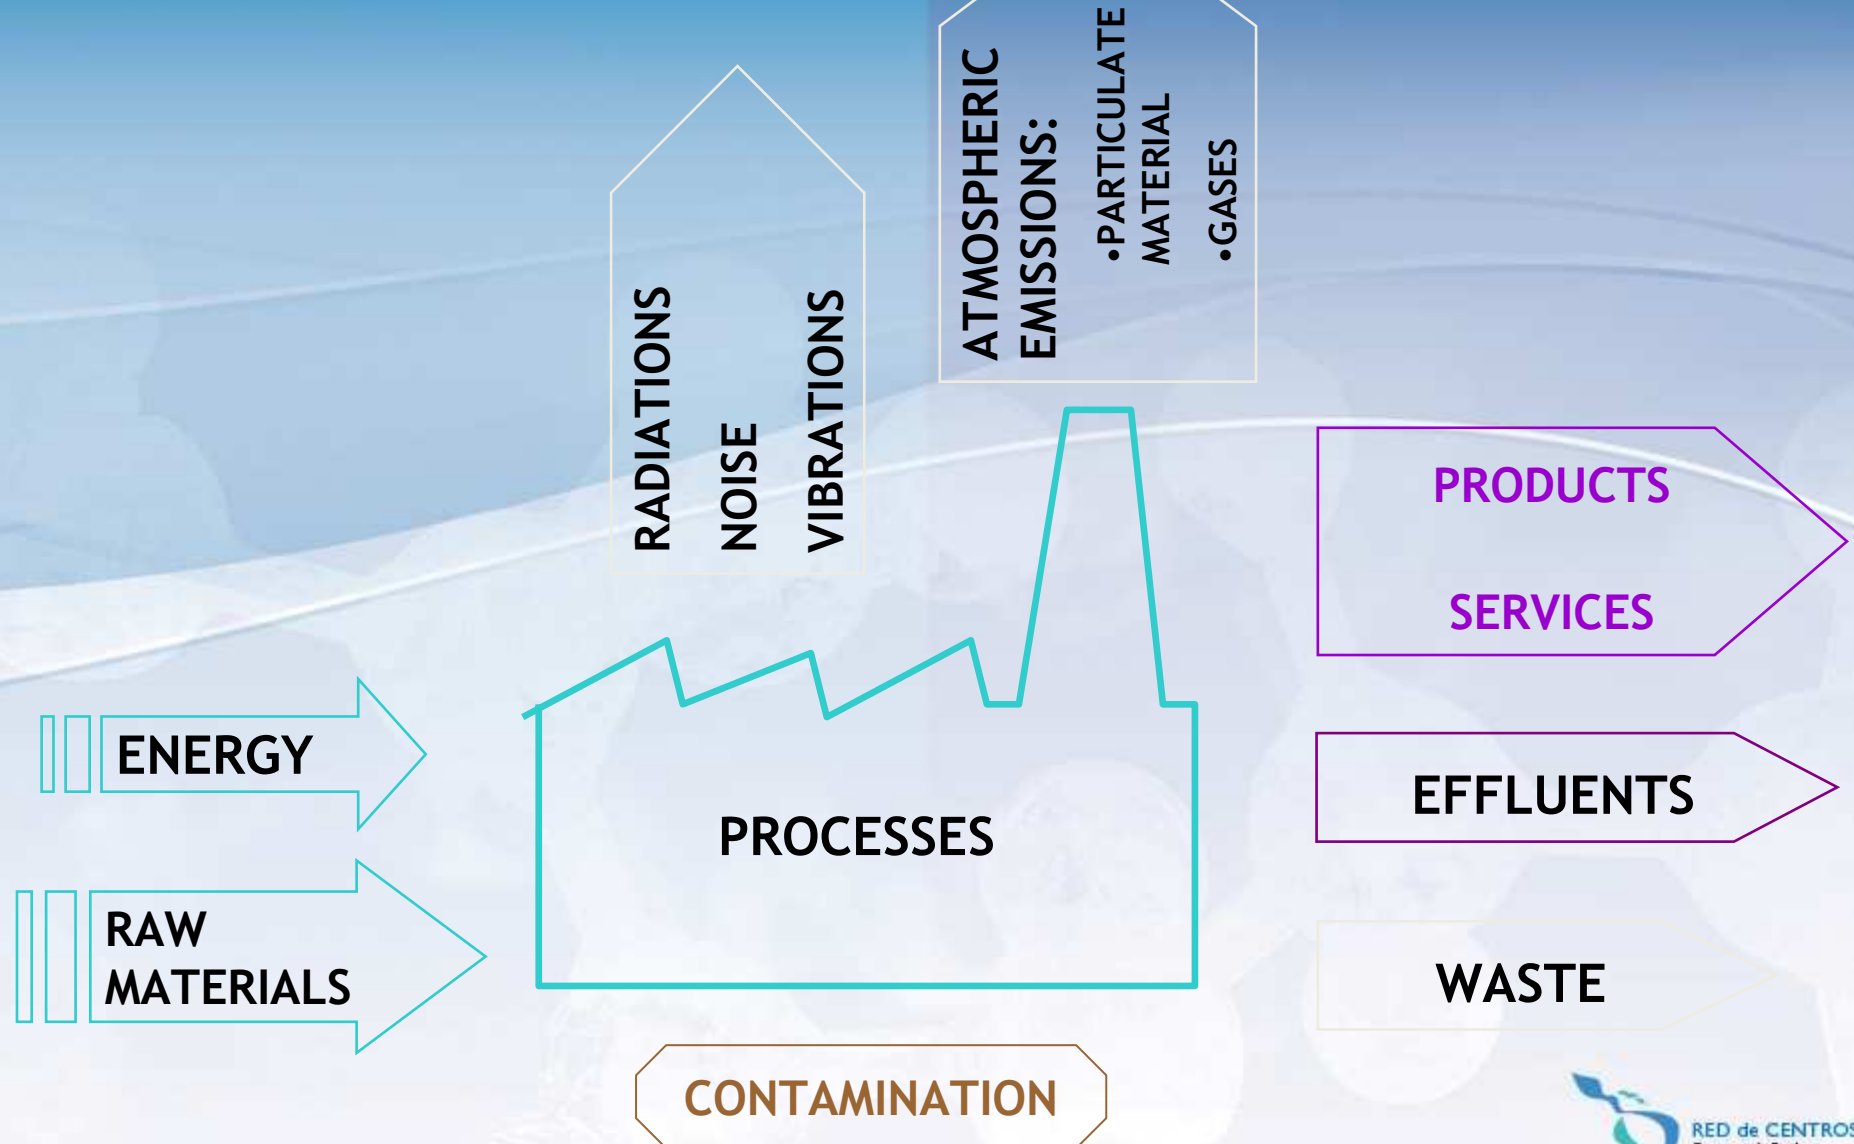 ATMOSPHERIC
EMISSIONS:
•PARTICULATE
MATERIAL
•GASES
RADIATIONS
NOISE
VIBRATIONS
PRODUCTS
SERVICES
ENERGY
EFFLUENTS
PROCESSES
RAW
MATERIALS
WASTE
CONTAMINATION
RED de CENTROS